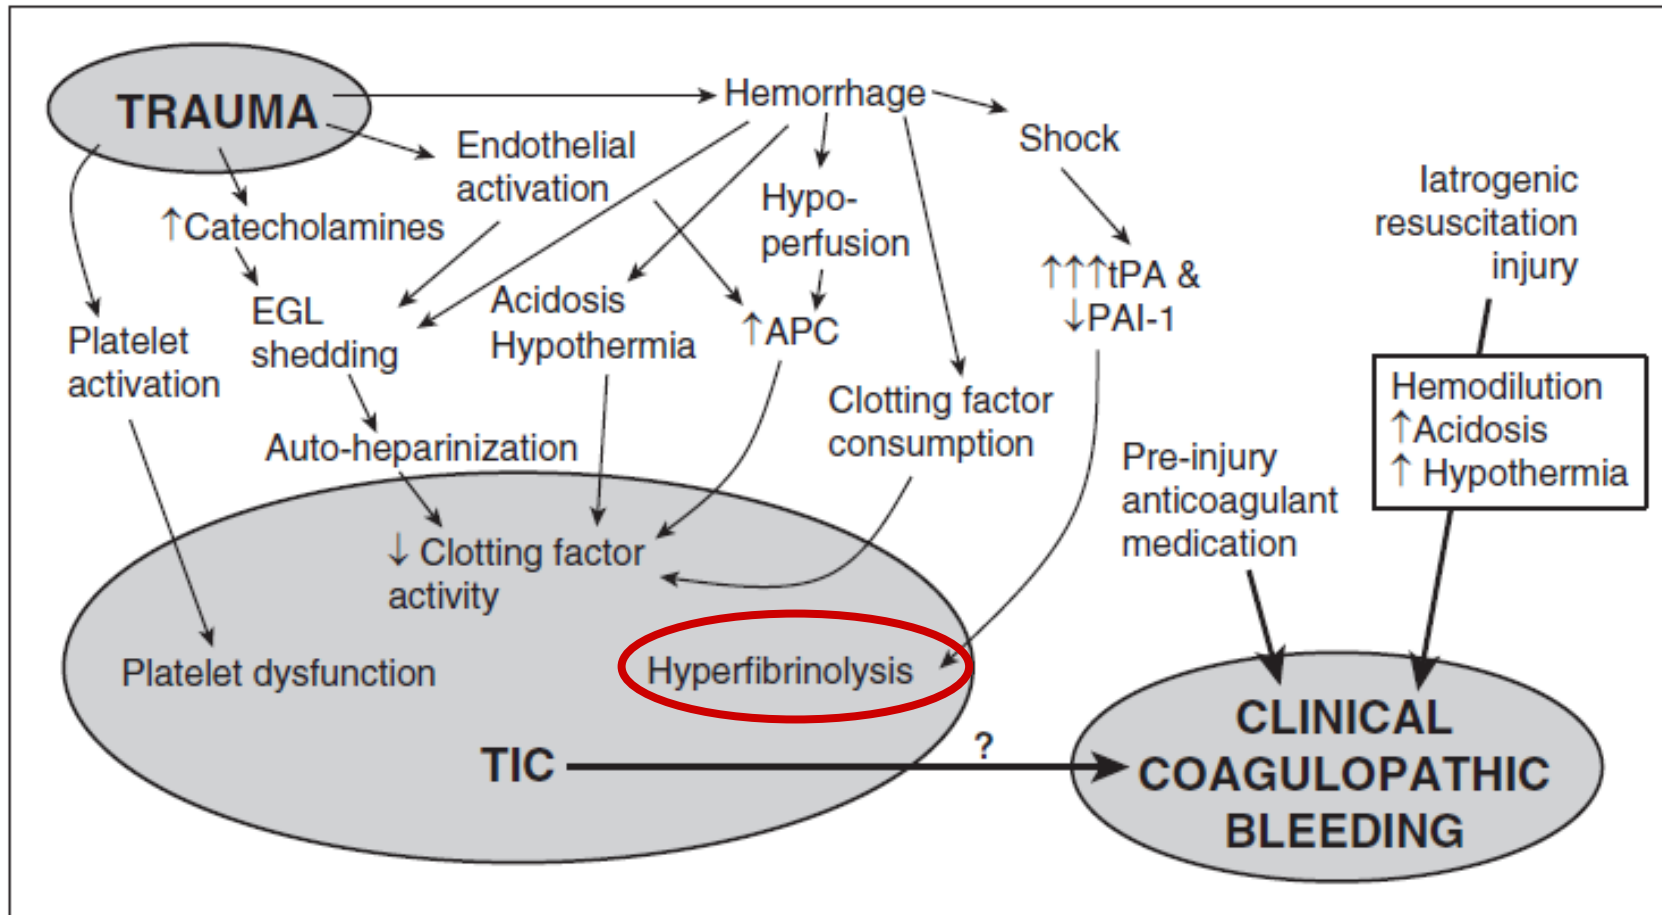 TRAUMA
Hemorrhage
Endothelial
activation
Shock
↑Catecholamines
Hypo-
perfusion
Iatrogenic
resuscitation
injury
↑↑↑tPA &
↓PAI-1
EGL
shedding
Acidosis
Hypothermia
↑APC
Platelet
activation
Clotting factor
consumption
Hemodilution
↑Acidosis
↑ Hypothermia
Auto-heparinization
Pre-injury
anticoagulant
medication
↓ Clotting factor
activity
Platelet dysfunction
Hyperfibrinolysis
TIC
?
CLINICAL
COAGULOPATHIC
BLEEDING